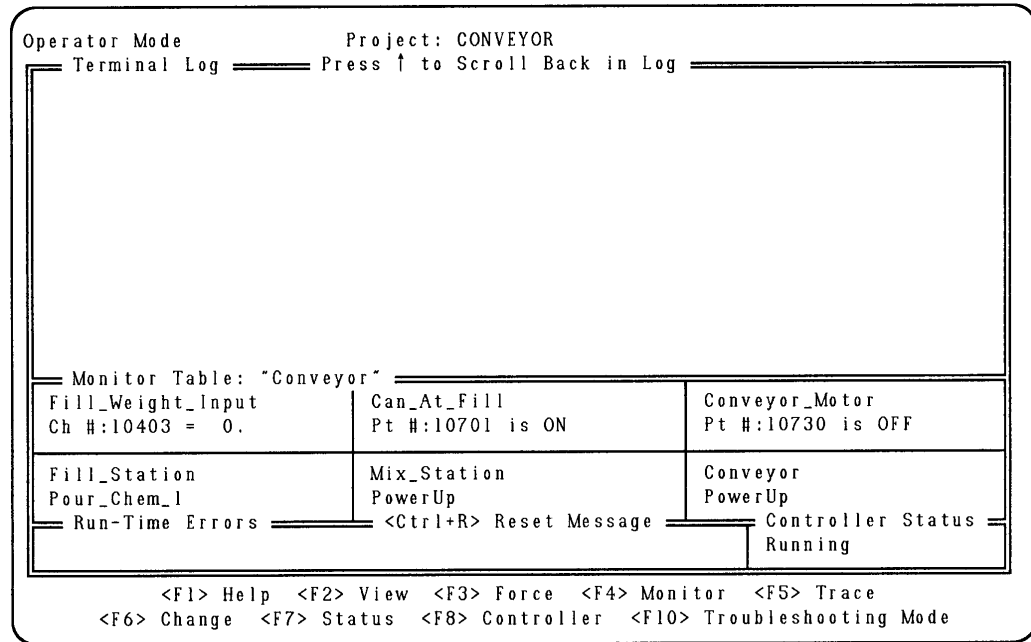 Operator Mode Project: CONVEYOR
Terminal Log Press ↑ to Scroll Back in Log
Monitor Table: "Conveyor"
Fill_Weight_Input Can_At_Fill Conveyor_Motor
Ch #:10403 = 0. Pt #:10701 is ON Pt #:10730 is OFF
Fill_Station Mix_Station Conveyor
Pour_Chem_1 PowerUp PowerUp
Run-Time Errors <Ctrl+R> Reset Message Controller Status
Running
<F1> Help <F2> View <F3> Force <F4> Monitor <F5> Trace
<F6> Change <F7> Status <F8> Controller <F10> Troubleshooting Mode